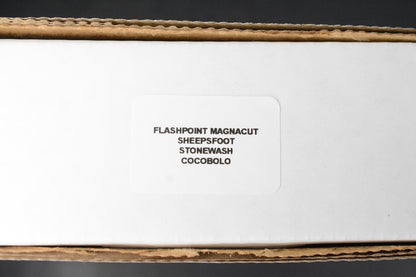 FLASHPOINT MAGNACUT
SHEEPSFOOT
STONEWASH
COCOBOLO